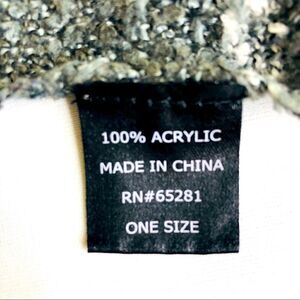 100% ACRYLIC
MADE IN CHINA
RN#65281
ONE SIZE